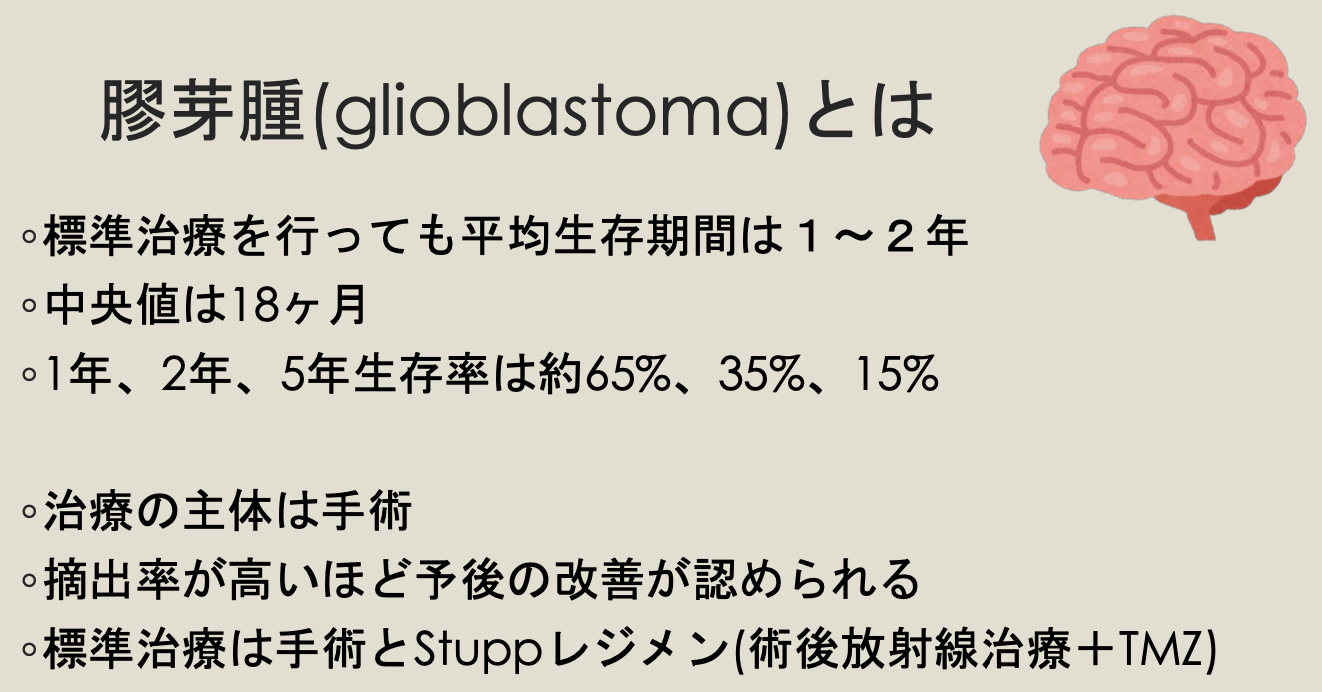 膠芽腫(glioblastoma)とは
◦標準治療を行っても平均生存期間は１～２年
◦中央値は18ヶ月
◦1年、2年、5年生存率は約65%、35%、15%
◦治療の主体は手術
◦摘出率が高いほど予後の改善が認められる
◦標準治療は手術とStuppレジメン(術後放射線治療＋TMZ)